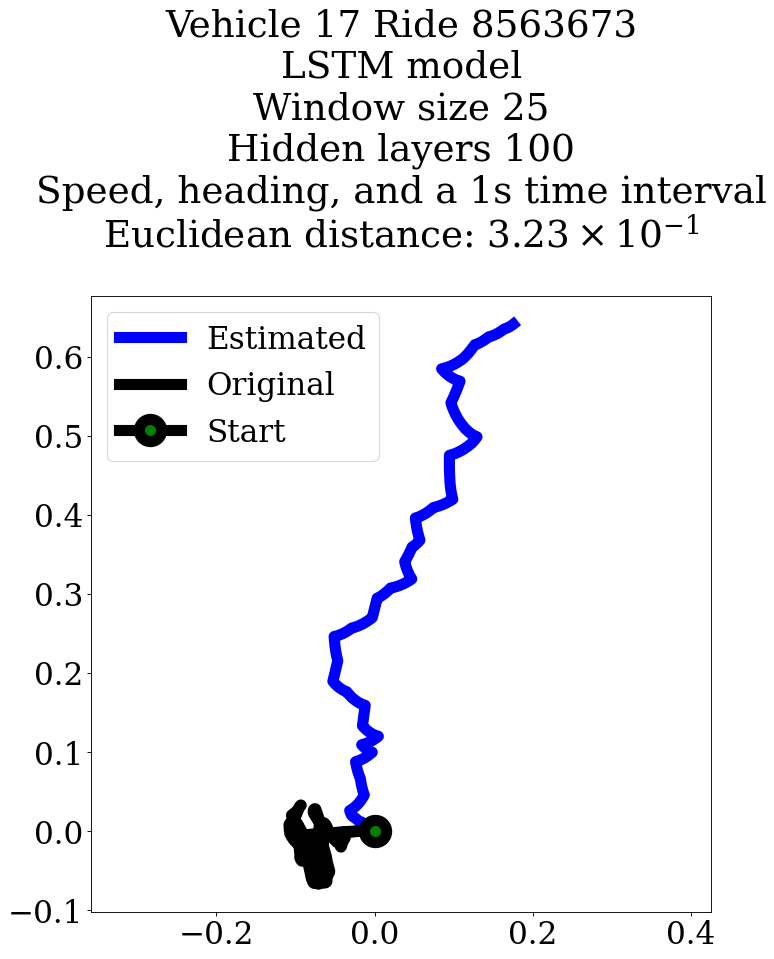 Vehicle 17 Ride 8563673
LSTM model
Window size 25
Hidden layers 100
Speed, heading, and a 1s time interval
Euclidean distance: 3.23 × 10⁻¹
Estimated
Original
Start
0.6
0.5
0.4
0.3
0.2
0.1
0.0
−0.1
−0.2
0.0
0.2
0.4